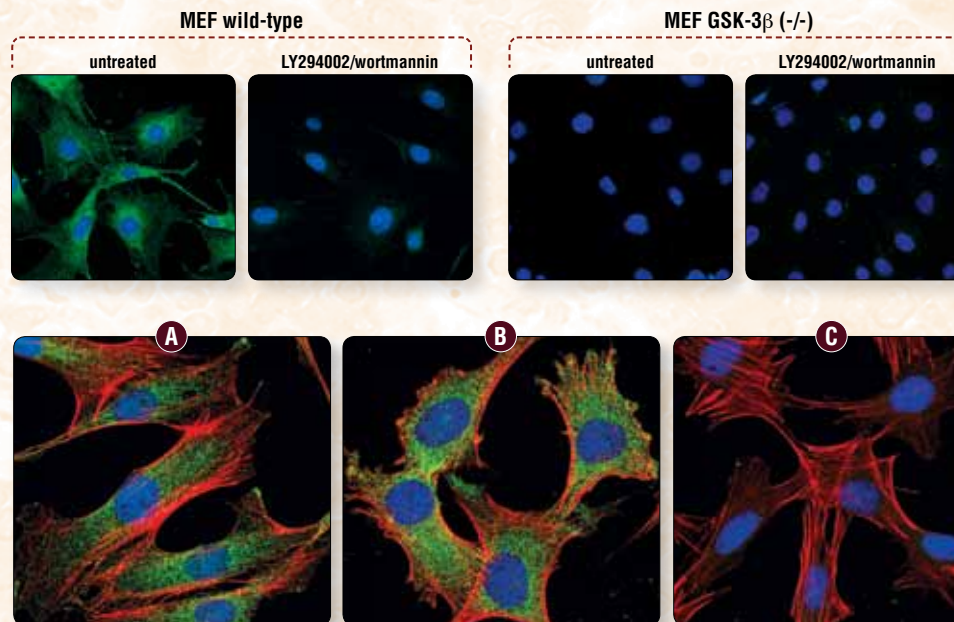 MEF wild-type
MEF GSK-3β (-/-)
untreated
LY294002/wortmannin
untreated
LY294002/wortmannin
A
B
C